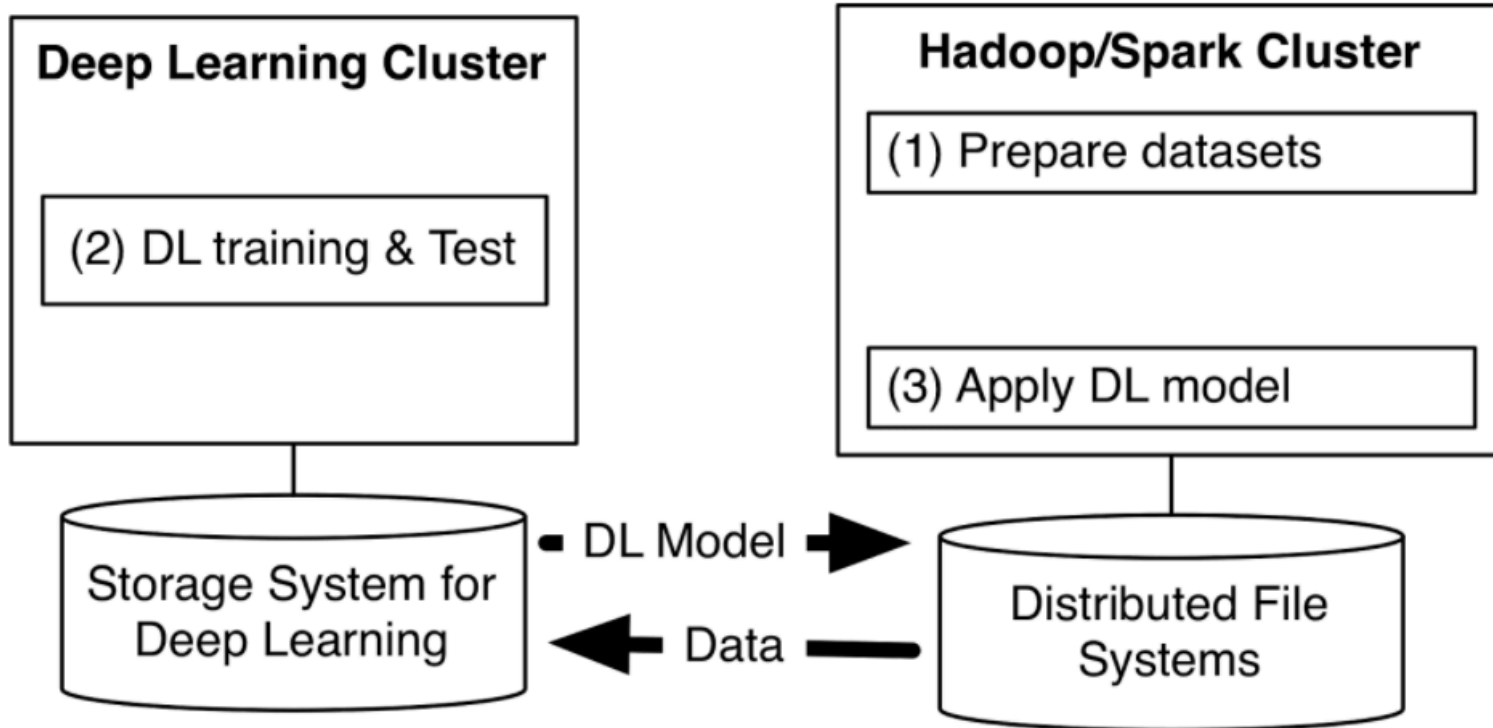 Deep Learning Cluster
(2) DL training & Test
Storage System for
Deep Learning
Hadoop/Spark Cluster
(1) Prepare datasets
(3) Apply DL model
Distributed File
Systems
DL Model
Data